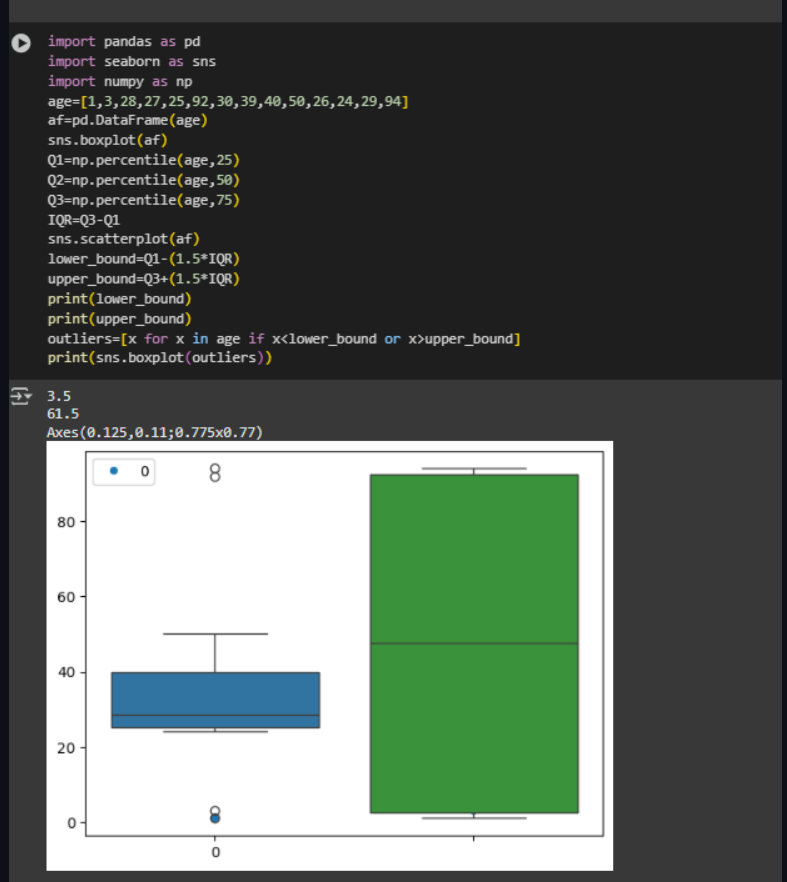 import pandas as pd
import seaborn as sns
import numpy as np
age=[1,3,28,27,25,92,30,39,40,50,26,24,29,94]
af=pd.DataFrame(age)
sns.boxplot(af)
Q1=np.percentile(age,25)
Q2=np.percentile(age,50)
Q3=np.percentile(age,75)
IQR=Q3-Q1
sns.scatterplot(af)
lower_bound=Q1-(1.5*IQR)
upper_bound=Q3+(1.5*IQR)
print(lower_bound)
print(upper_bound)
outliers=[x for x in age if x<lower_bound or x>upper_bound]
print(sns.boxplot(outliers))
3.5
61.5
Axes(0.125,0.11;0.775x0.77)
0
80
60
40
20
0
0